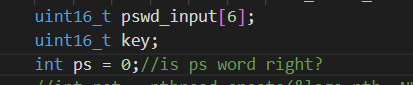 uint16_t pswd_input[6];
uint16_t key;
int ps = 0;//is ps word right?